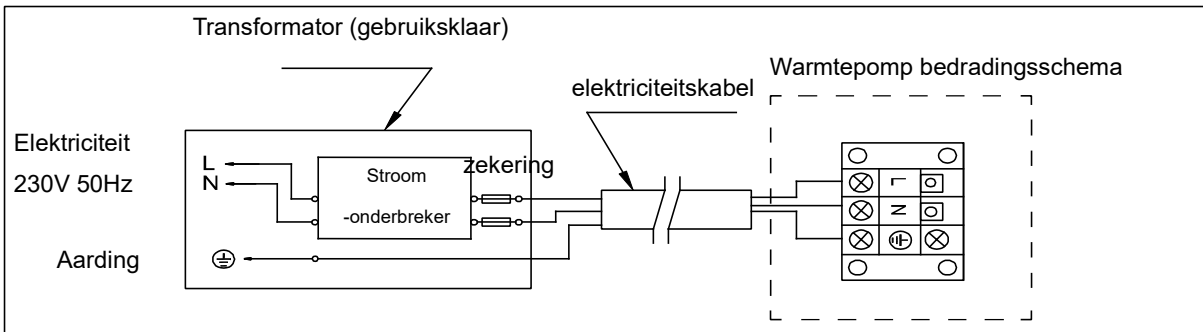 Transformator (gebruiksklaar)
Warmtepomp bedradingsschema
elektriciteitskabel
Elektriciteit
230V 50Hz
L
N
zekering
Stroom
-onderbreker
Aarding
L
N